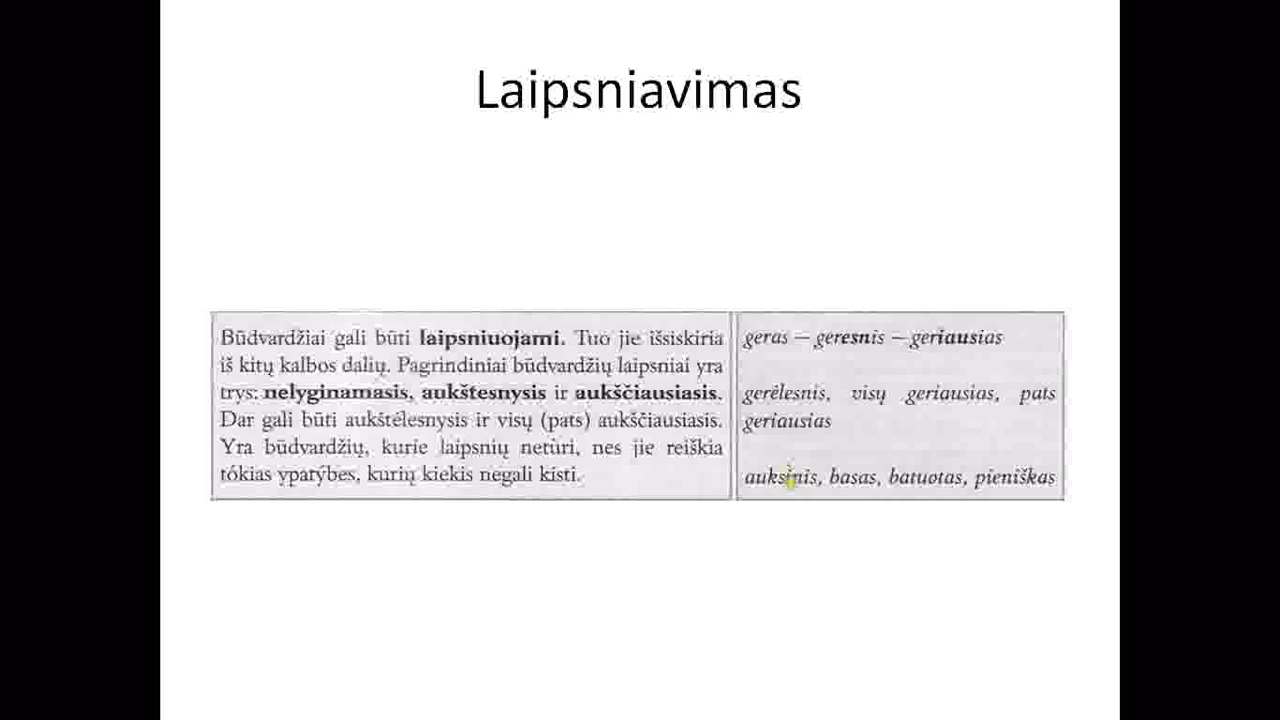 Laipsniavimas
Būdvardžiai gali būti laipsniuojami. Tuo jie išsiskiria
iš kitų kalbos dalių. Pagrindiniai būdvardžių laipsniai yra
trys: nelyginamasis, aukštesnysis ir aukščiausiasis.
Dar gali būti aukštėlesnysis ir visų (pats) aukščiausiasis.
Yra būdvardžių, kurie laipsnių netùri, nes jie reiškia
tókias ypatýbes, kurių kiekis negali kisti.
geras – geresnis – geriausias
gerėlesnis, visų geriausias, pats
geriausias
auksinis, basas, batuotas, pieniškas